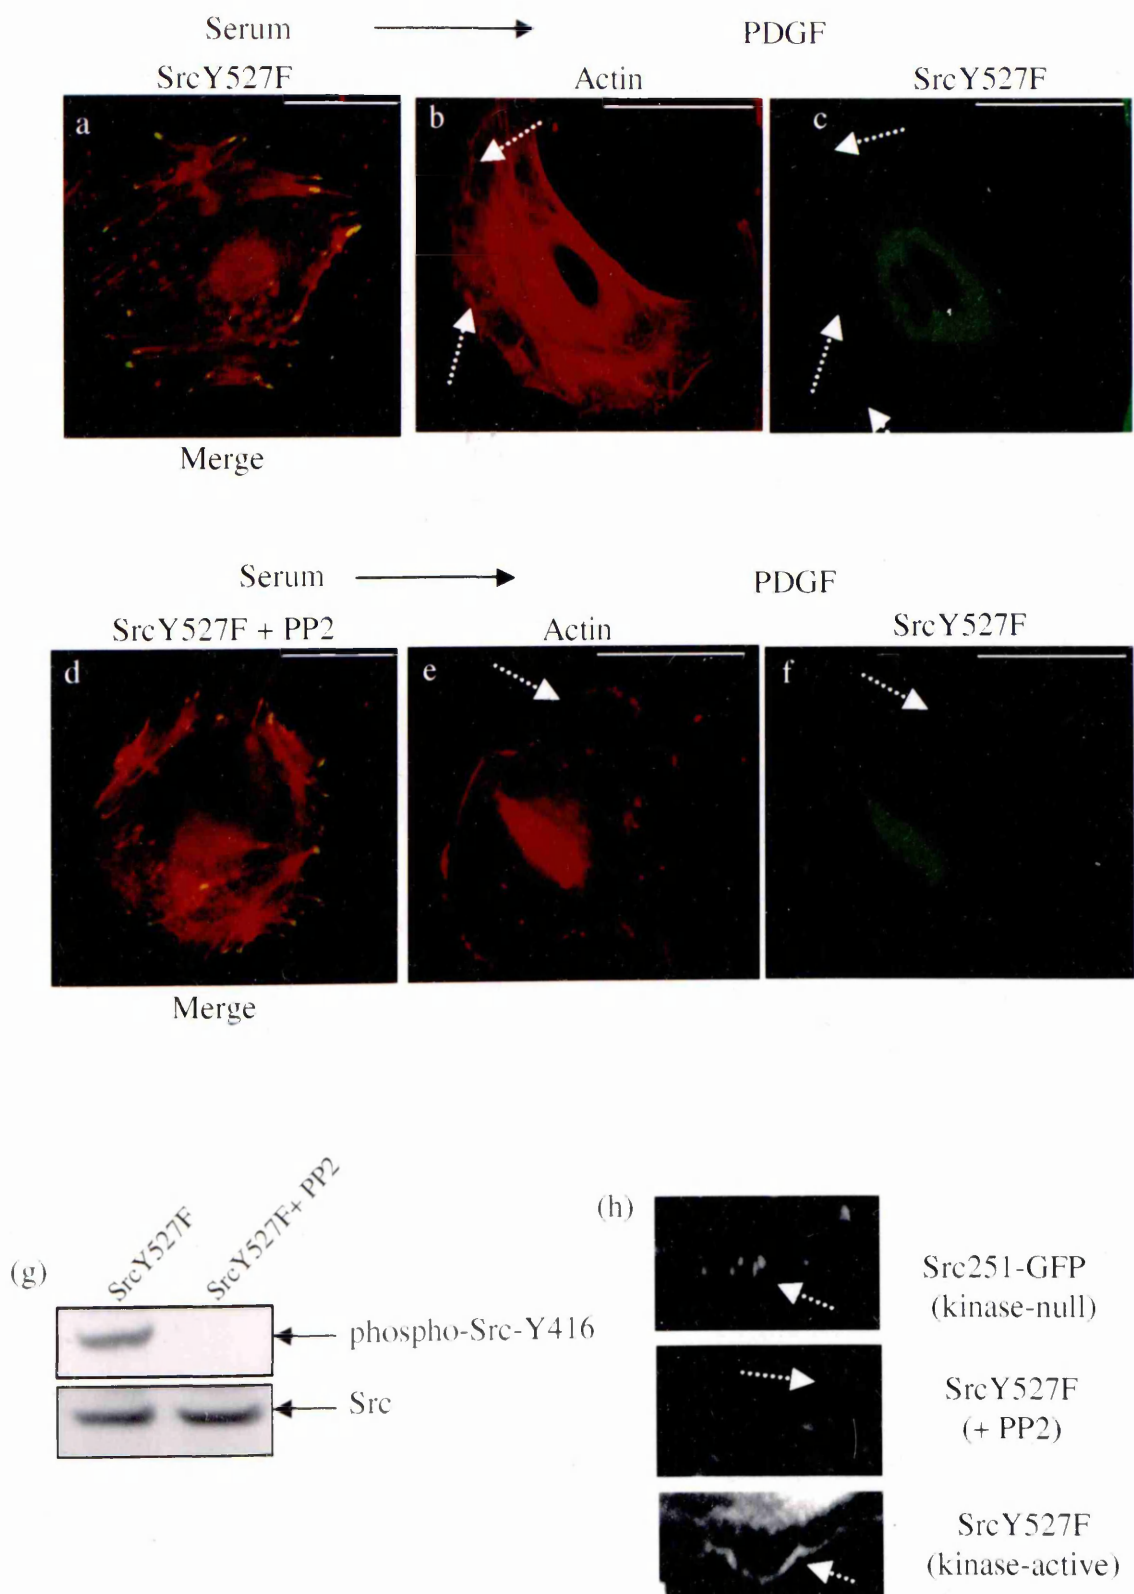 Serum PDGF
SrcY527F Actin SrcY527F
a b c
Merge
Serum PDGF
SrcY527F + PP2 Actin SrcY527F
d e f
Merge
(g) SrcY527F SrcY527F+ PP2
phospho-Src-Y416
Src
(h)
Src251-GFP
(kinase-null)
SrcY527F
(+ PP2)
SrcY527F
(kinase-active)